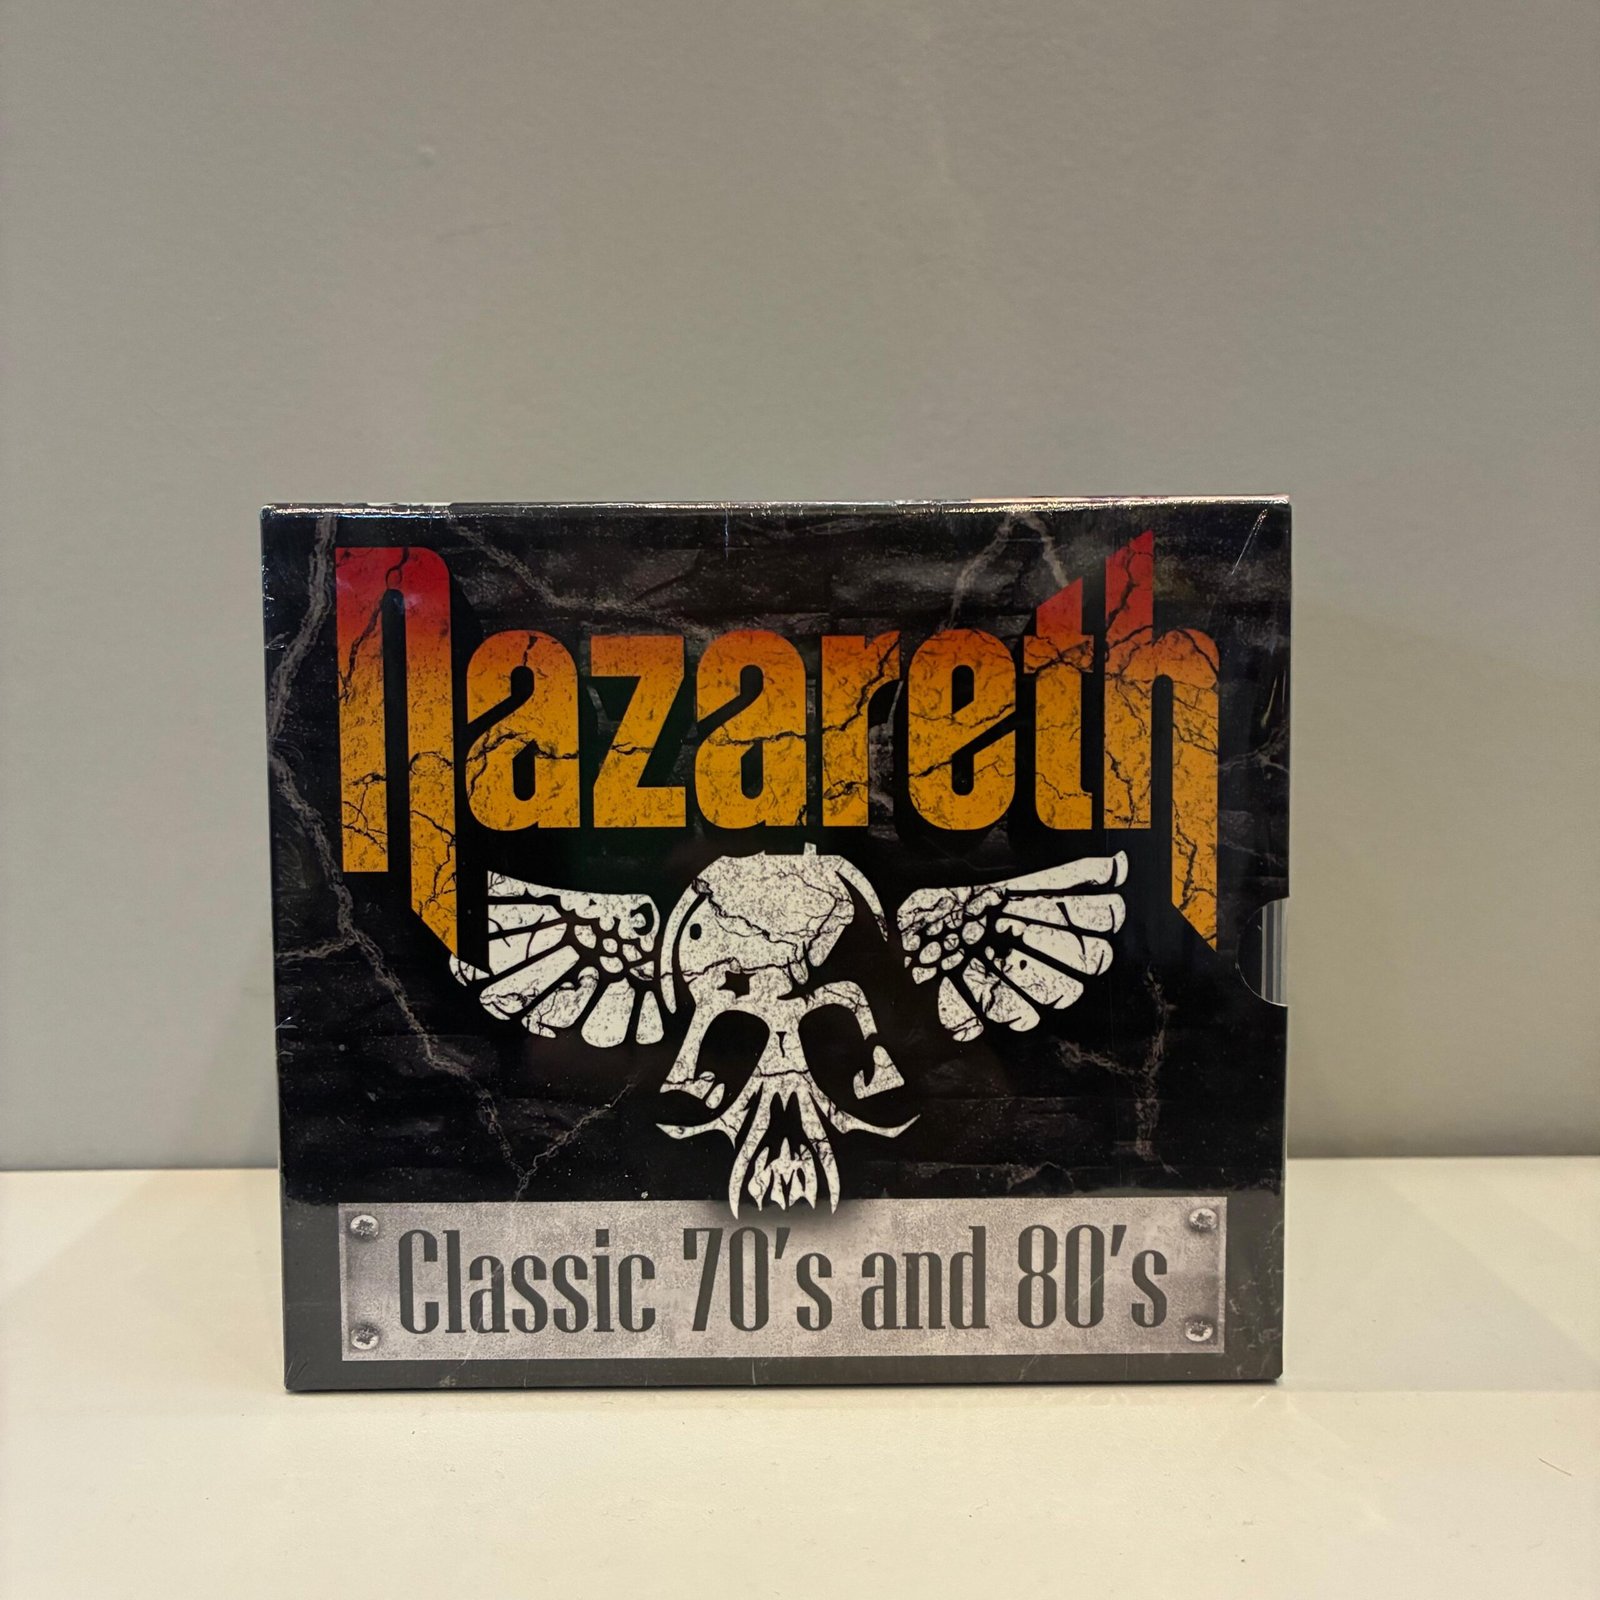 Nazareth
Classic 70's and 80's